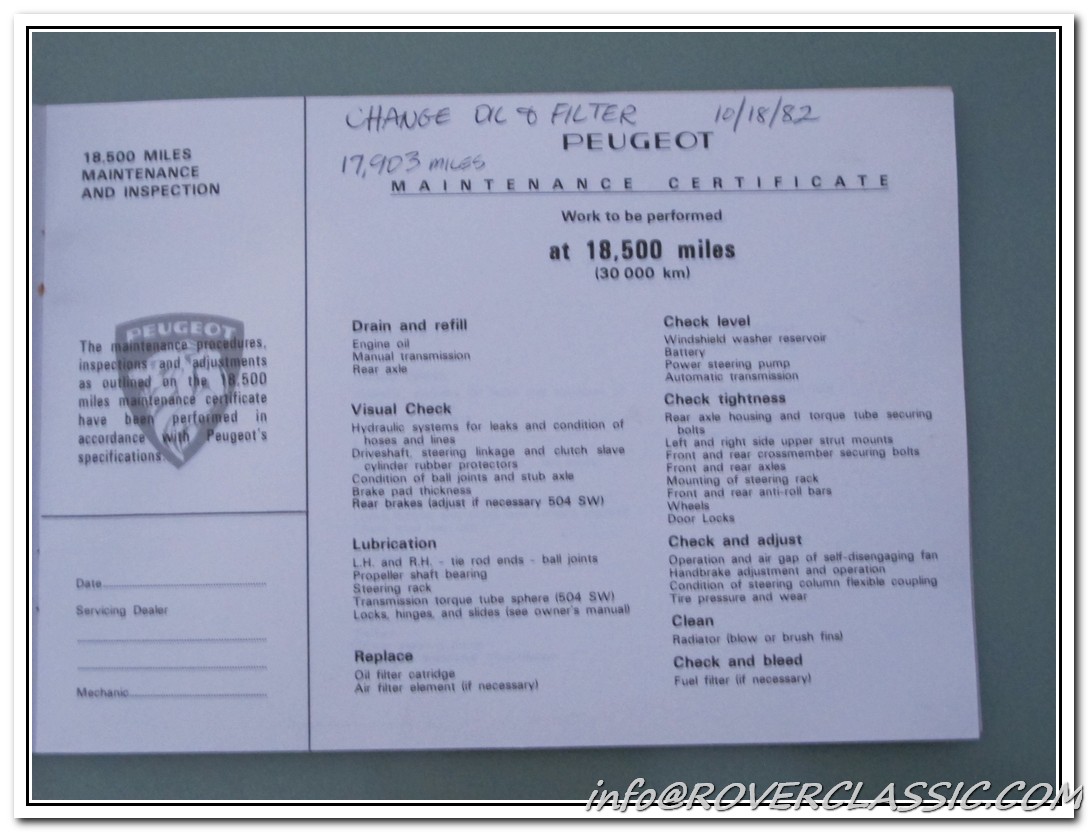 18,500 MILES
MAINTENANCE
AND INSPECTION
PEUGEOT
The maintenance procedures,
inspections and adjustments
as outlined on the 18,500
miles maintenance certificate
have been performed in
accordance with Peugeot's
specifications.
Date
Servicing Dealer
Mechanic
CHANGE OIL & FILTER 10/18/82
PEUGEOT
17,903 MILES
MAINTENANCE CERTIFICATE
Work to be performed
at 18,500 miles
(30 000 km)
Drain and refill
Engine oil
Manual transmission
Rear axle
Visual Check
Hydraulic systems for leaks and condition of
hoses and lines
Driveshaft, steering linkage and clutch slave
cylinder rubber protectors
Condition of ball joints and stub axle
Brake pad thickness
Rear brakes (adjust if necessary 504 SW)
Lubrication
L.H. and R.H. - tie rod ends - ball joints
Propeller shaft bearing
Steering rack
Transmission torque tube sphere (504 SW)
Locks, hinges, and slides (see owner's manual)
Replace
Oil filter catridge
Air filter element (if necessary)
Check level
Windshield washer reservoir
Battery
Power steering pump
Automatic transmission
Check tightness
Rear axle housing and torque tube securing
bolts
Left and right side upper strut mounts
Front and rear crossmember securing bolts
Front and rear axles
Mounting of steering rack
Front and rear anti-roll bars
Wheels
Door Locks
Check and adjust
Operation and air gap of self-disengaging fan
Handbrake adjustment and operation
Condition of steering column flexible coupling
Tire pressure and wear
Clean
Radiator (blow or brush fins)
Check and bleed
Fuel filter (if necessary)
info@ROVERCLASSIC.COM